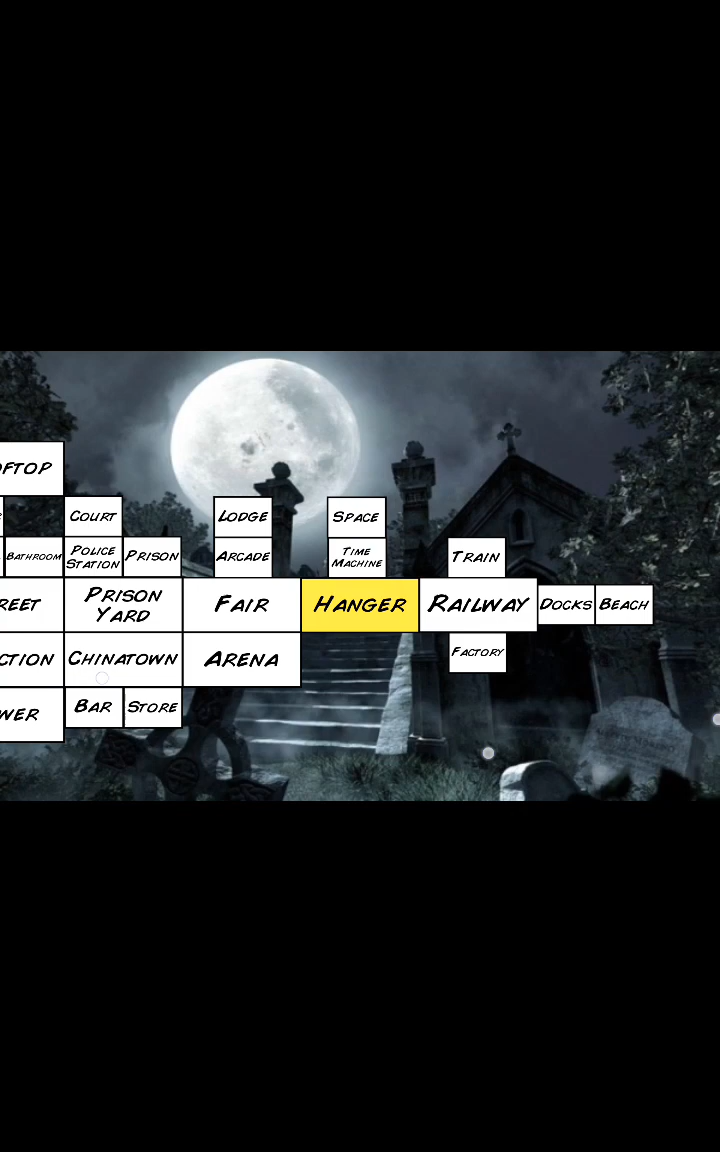 OFTOP
COURT
LODGE
SPACE
BATHROOM
POLICE
STATION
PRISON
ARCADE
TIME
MACHINE
TRAIN
REET
PRISON
YARD
FAIR
HANGER
RAILWAY
DOCKS
BEACH
CTION
CHINATOWN
ARENA
FACTORY
WER
BAR
STORE